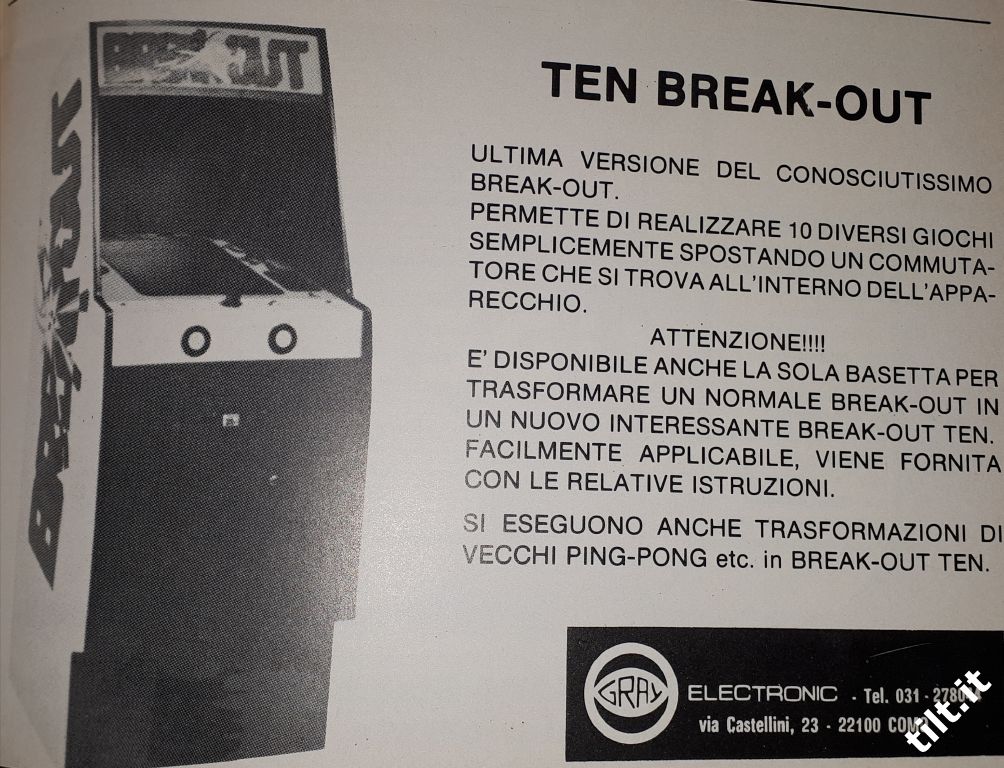 BREAK OUT
BREAK OUT
TEN BREAK-OUT
ULTIMA VERSIONE DEL CONOSCIUTISSIMO
BREAK-OUT.
PERMETTE DI REALIZZARE 10 DIVERSI GIOCHI
SEMPLICEMENTE SPOSTANDO UN COMMUTA-
TORE CHE SI TROVA ALL'INTERNO DELL'APPA-
RECCHIO.
ATTENZIONE!!!!
E' DISPONIBILE ANCHE LA SOLA BASETTA PER
TRASFORMARE UN NORMALE BREAK-OUT IN
UN NUOVO INTERESSANTE BREAK-OUT TEN.
FACILMENTE APPLICABILE, VIENE FORNITA
CON LE RELATIVE ISTRUZIONI.
SI ESEGUONO ANCHE TRASFORMAZIONI DI
VECCHI PING-PONG etc. in BREAK-OUT TEN.
GRAY
ELECTRONIC . Tel. 031 -
via Castellini, 23 - 22100 COMO
tilt.it